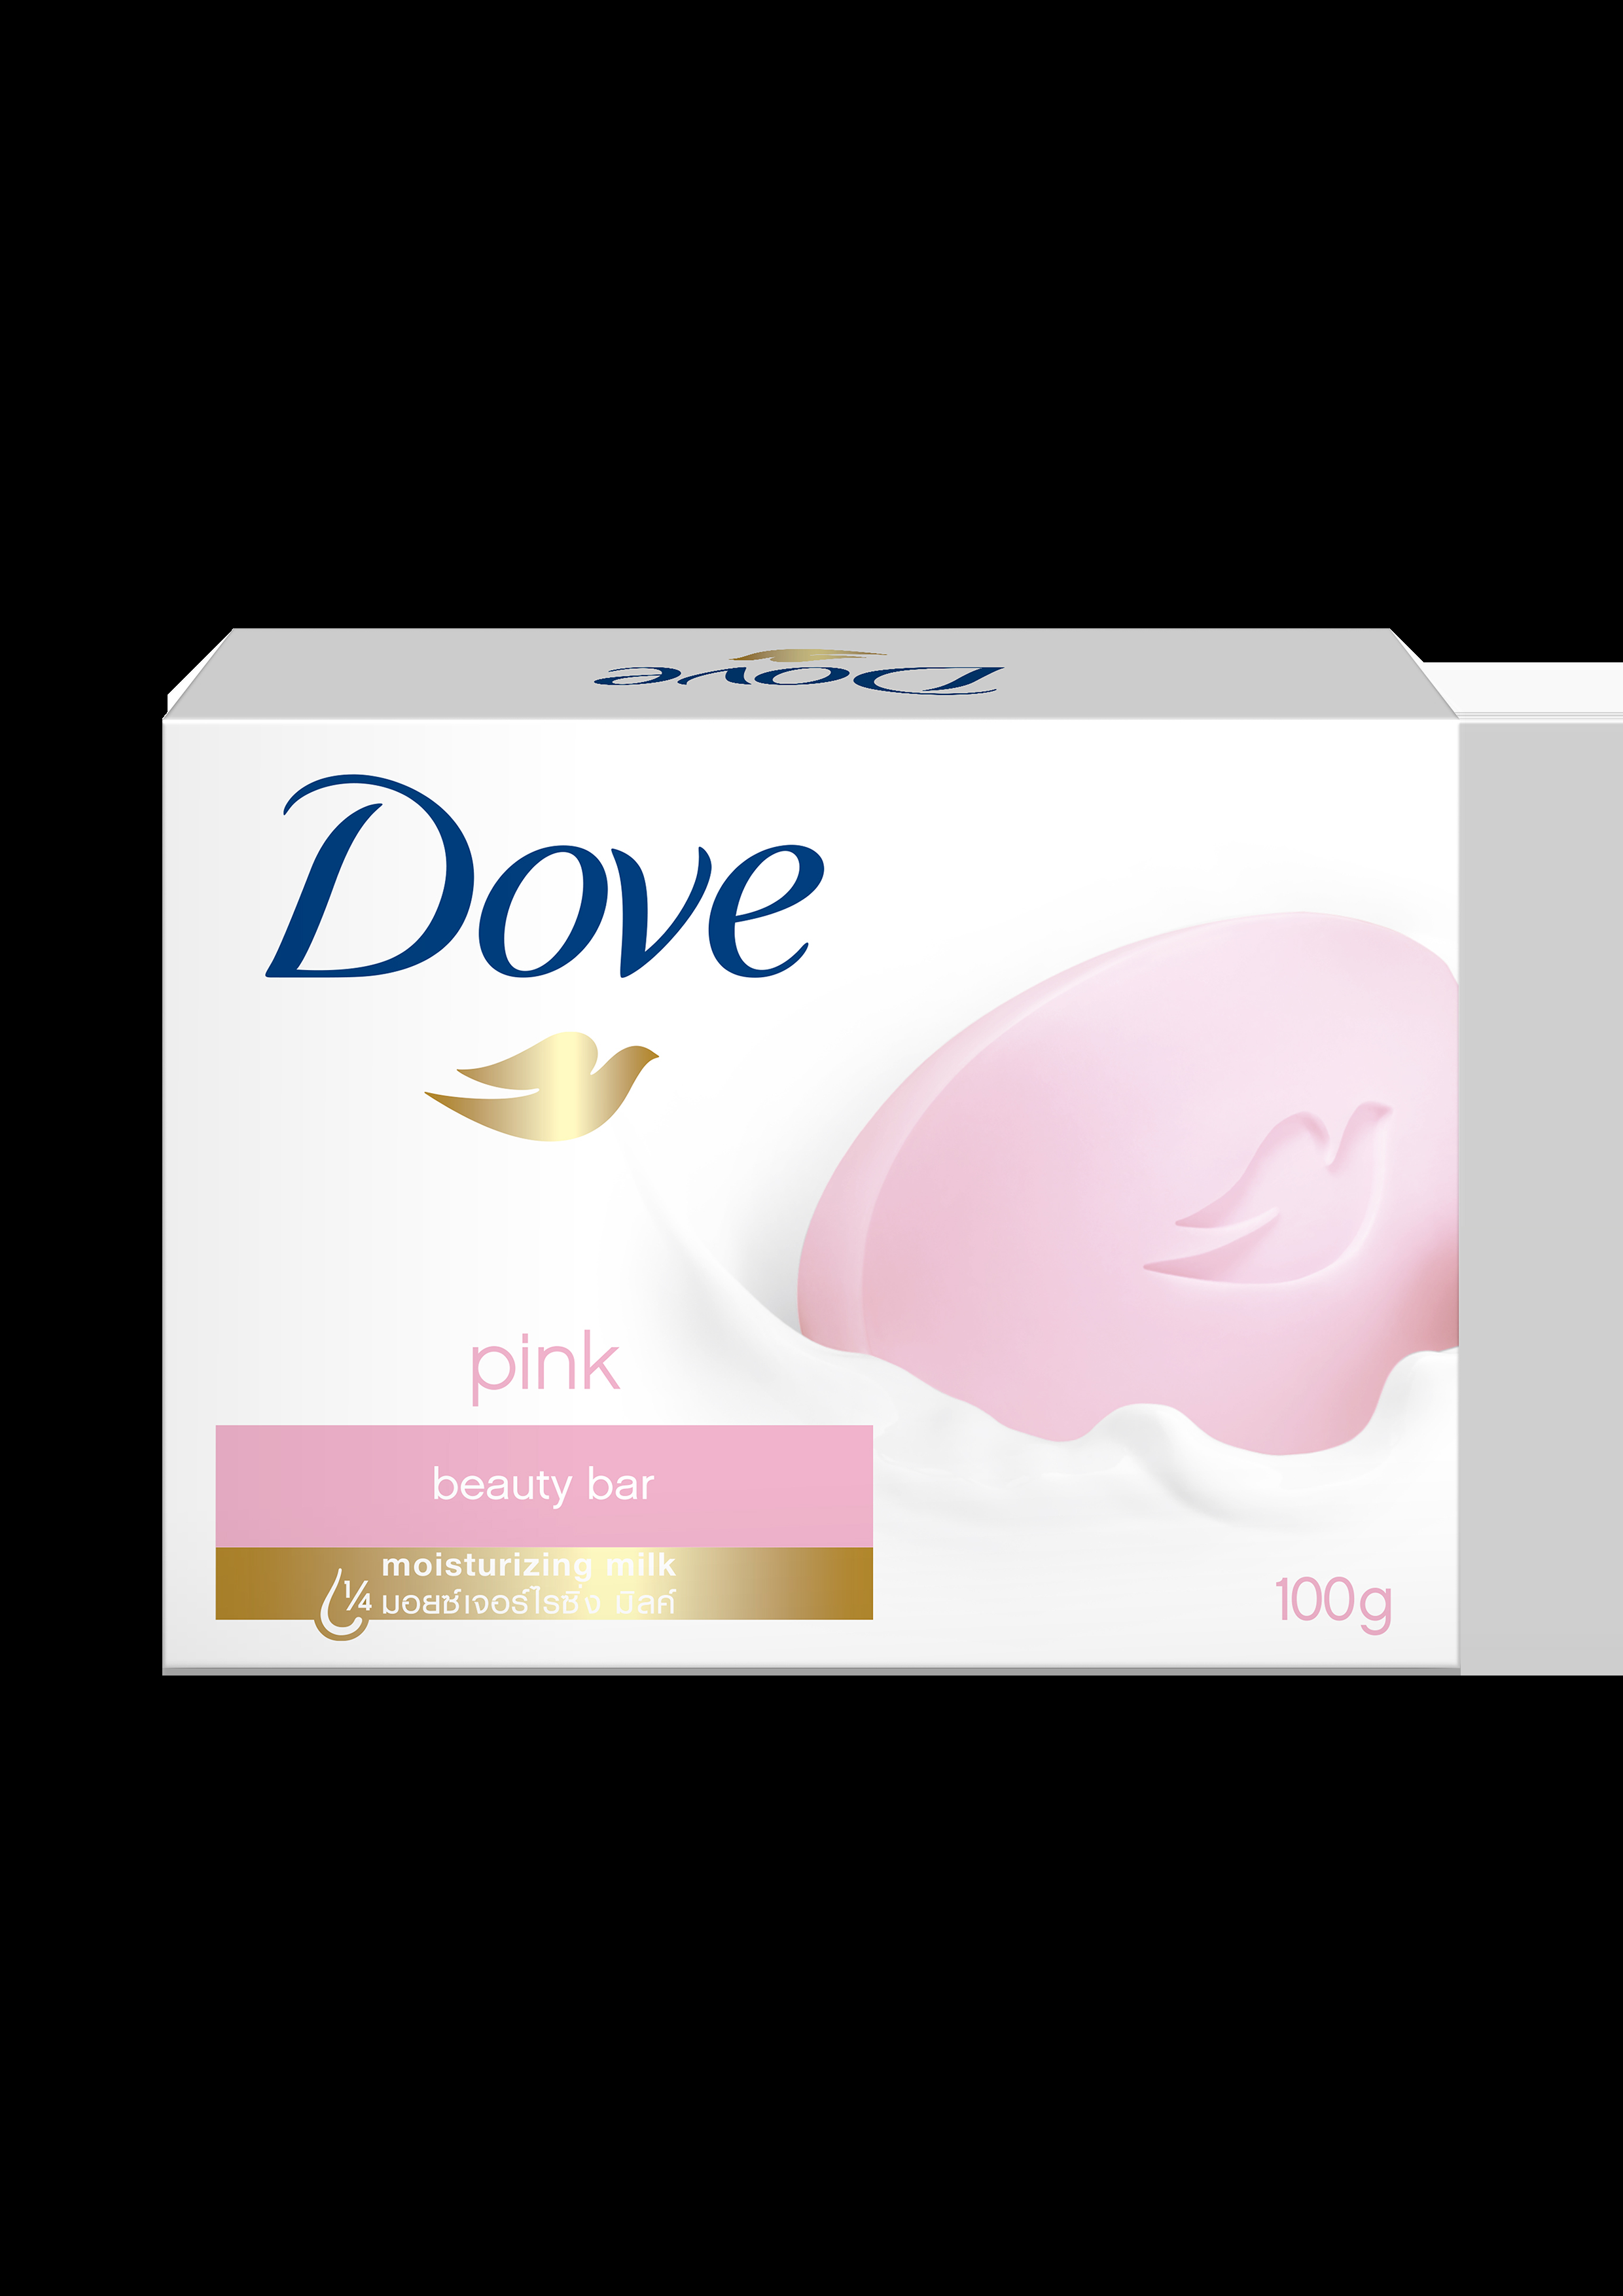 Dove
Dove
pink
beauty bar
moisturizing milk
¼ มอยซ์เจอร์ไรซิ่ง มิลค์
100g